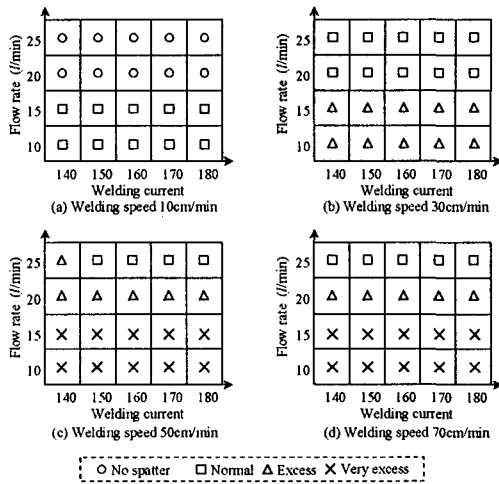 Flow rate (l/min)
25
20
15
10
140 150 160 170 180
Welding current
(a) Welding speed 10cm/min
Flow rate (l/min)
25
20
15
10
140 150 160 170 180
Welding current
(b) Welding speed 30cm/min
Flow rate (l/min)
25
20
15
10
140 150 160 170 180
Welding current
(c) Welding speed 50cm/min
Flow rate (l/min)
25
20
15
10
140 150 160 170 180
Welding current
(d) Welding speed 70cm/min
No spatter Normal Excess Very excess